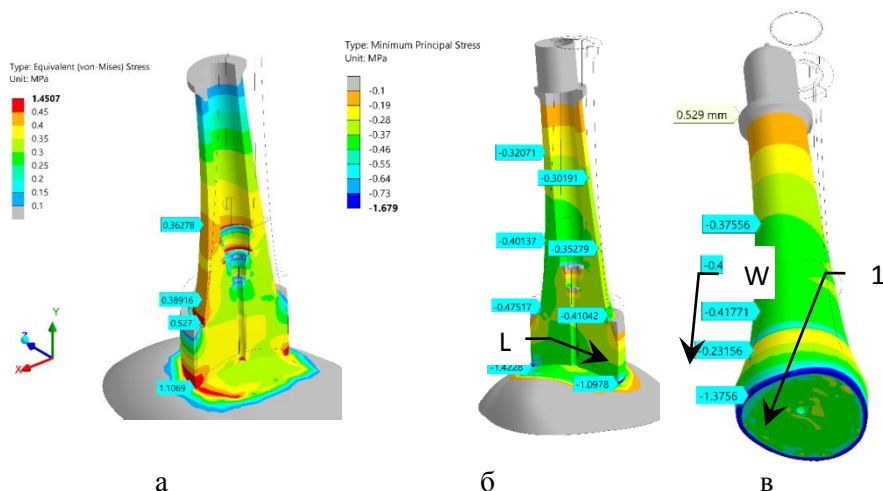 Type: Equivalent (von-Mises) Stress
Unit: MPa
1.4507
0.45
0.4
0.35
0.3
0.25
0.2
0.15
0.1
0.36278
0.38916
0.527
1.1069
Z
Y
X
а
Type: Minimum Principal Stress
Unit: MPa
-0.1
-0.19
-0.28
-0.37
-0.46
-0.55
-0.64
-0.73
-1.679
-0.32071
-0.30191
-0.40137
-0.35279
-0.47517
-0.41042
L
-1.4228
-1.0978
б
0.529 mm
-0.37556
-0.4
W
1
-0.41771
-0.23156
-1.3756
в